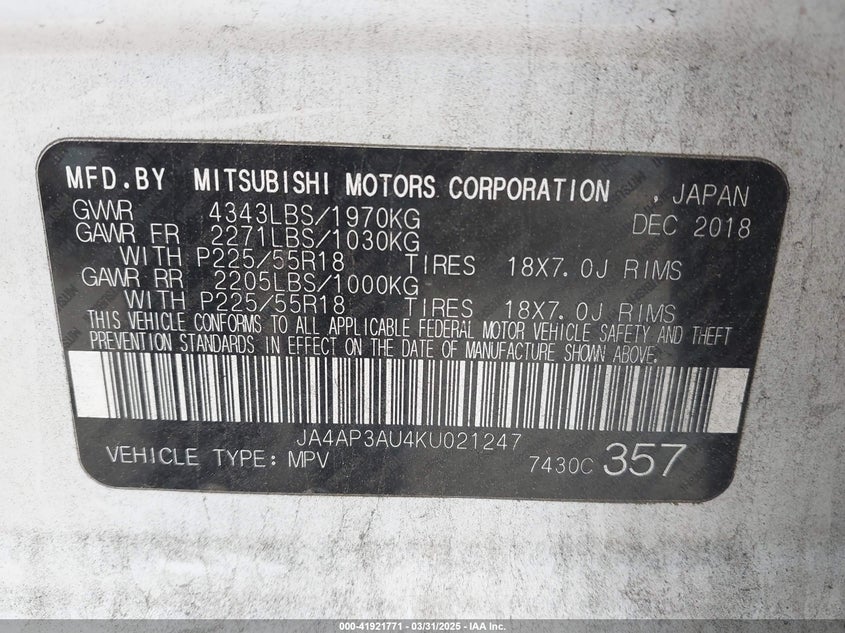 MFD.BY MITSUBISHI MOTORS CORPORATION , JAPAN
GVWR 4343LBS/1970KG DEC 2018
GAWR FR 2271LBS/1030KG
WITH P225/55R18 TIRES 18X7.0J RIMS
GAWR RR 2205LBS/1000KG
WITH P225/55R18 TIRES 18X7.0J RIMS
THIS VEHICLE CONFORMS TO ALL APPLICABLE FEDERAL MOTOR VEHICLE SAFETY AND THEFT
PREVENTION STANDARDS IN EFFECT ON THE DATE OF MANUFACTURE SHOWN ABOVE.
JA4AP3AU4KU021247
VEHICLE TYPE: MPV 7430C 357
000-41921771 — 03/31/2025 — IAA Inc.